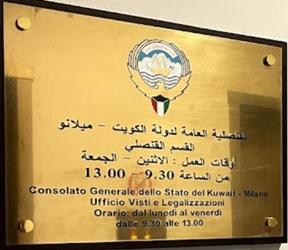 القنصلية العامة لدولة الكويت – ميلانو
القسم القنصلي
أوقات العمل : الاثنين – الجمعة
من الساعة 9.30 – 13.00
Consolato Generale dello Stato del Kuwait - Milano
Ufficio Visti e Legalizzazioni
Orario: dal lunedì al venerdì
dalle 9.30 alle 13.00